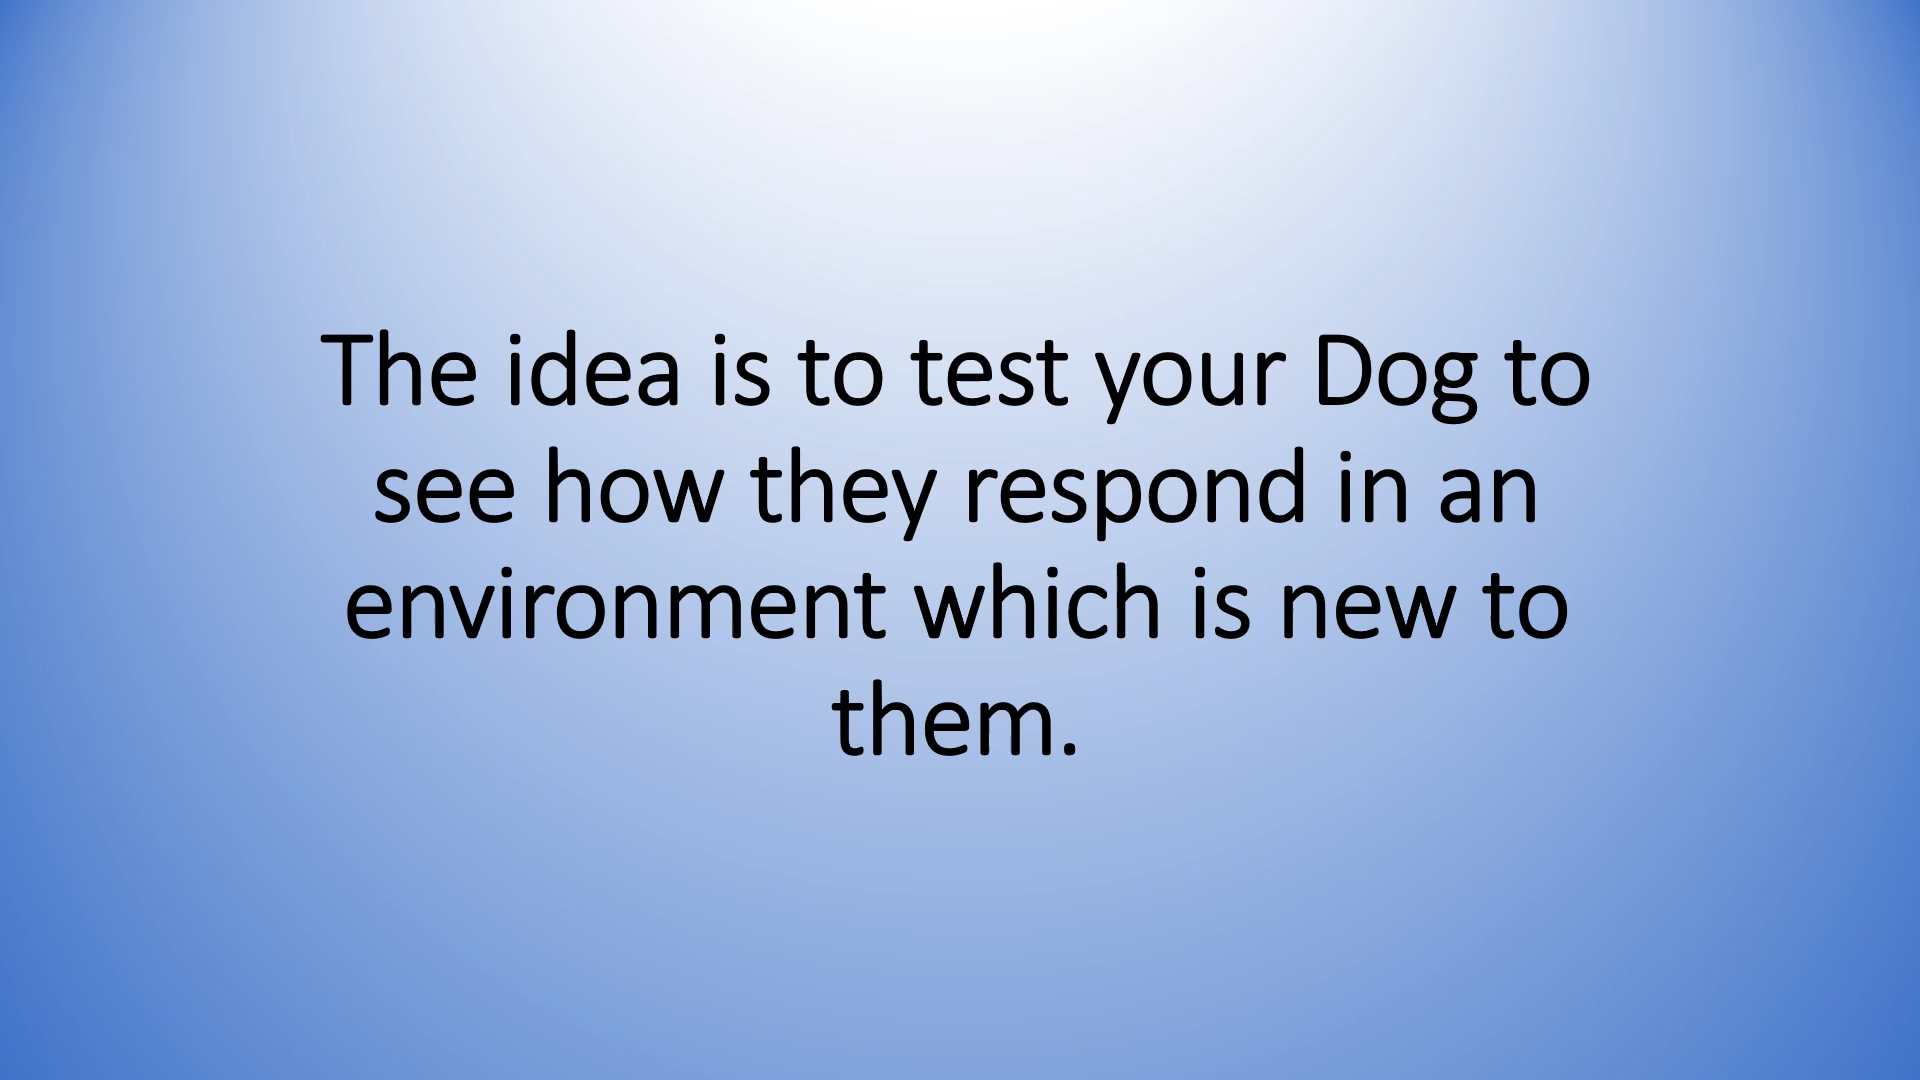 The idea is to test your Dog to
see how they respond in an
environment which is new to
them.